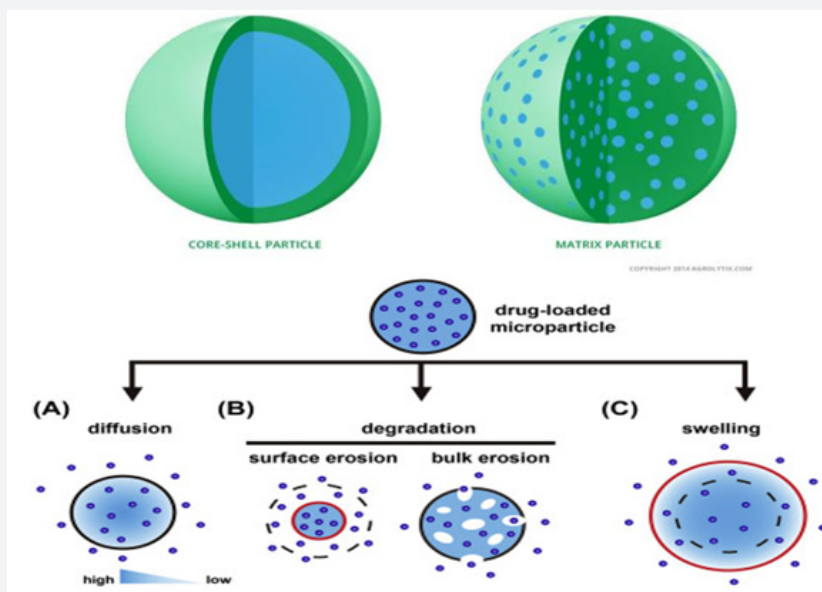 CORE-SHELL PARTICLE
MATRIX PARTICLE
COPYRIGHT 2014 AGROLYTIX.COM
drug-loaded
microparticle
(A)
diffusion
high
low
(B)
degradation
surface erosion
bulk erosion
(C)
swelling